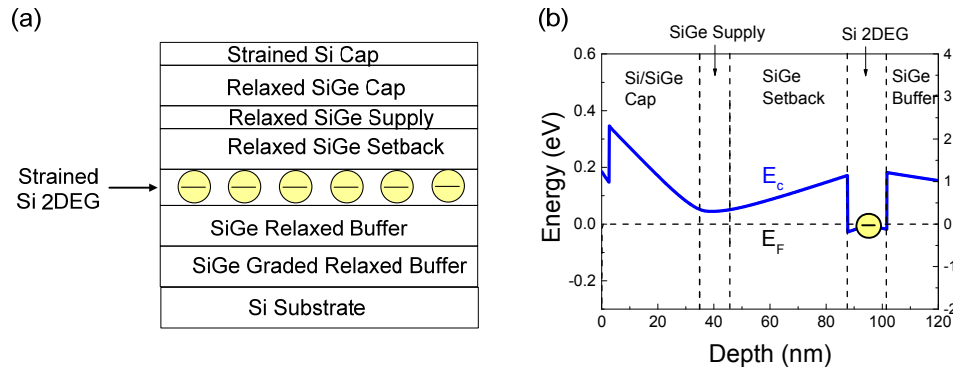 (a)
Strained Si Cap
Relaxed SiGe Cap
Relaxed SiGe Supply
Relaxed SiGe Setback
Strained
Si 2DEG
SiGe Relaxed Buffer
SiGe Graded Relaxed Buffer
Si Substrate
(b)
SiGe Supply
Si 2DEG
Si/SiGe
Cap
SiGe
Setback
SiGe
Buffer
Ec
EF
Energy (eV)
0.6
0.4
0.2
0.0
-0.2
4
3
2
1
0
-1
-2
0 20 40 60 80 100 120
Depth (nm)